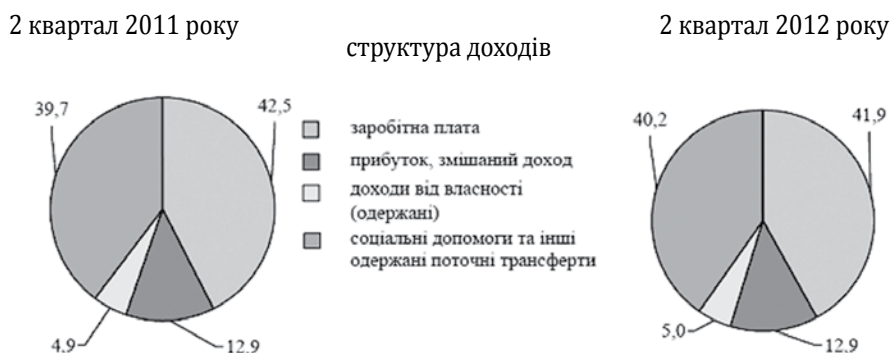 2 квартал 2011 року
структура доходів
2 квартал 2012 року
39,7
42,5
4,9
12,9
заробітна плата
прибуток, змішаний доход
доходи від власності
(одержані)
соціальні допомоги та інші
одержані поточні трансферти
40,2
41,9
5,0
12,9